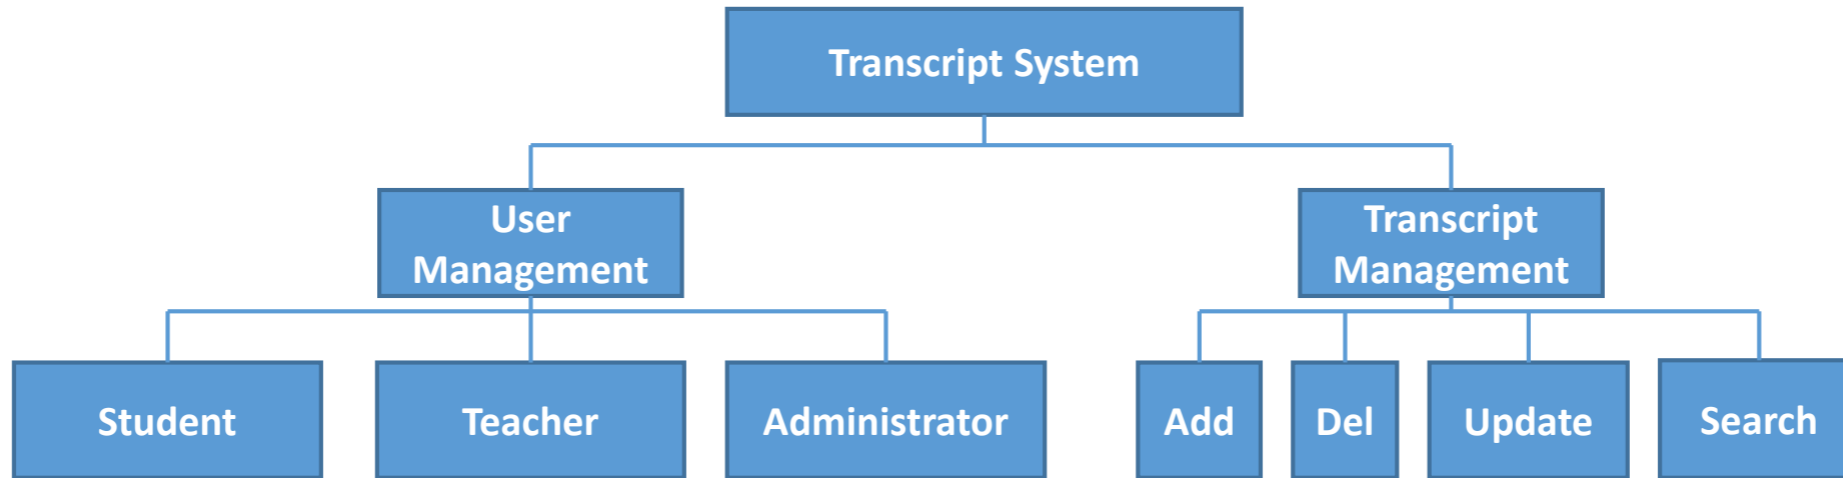 Transcript System
User
Management
Transcript
Management
Student
Teacher
Administrator
Add
Del
Update
Search